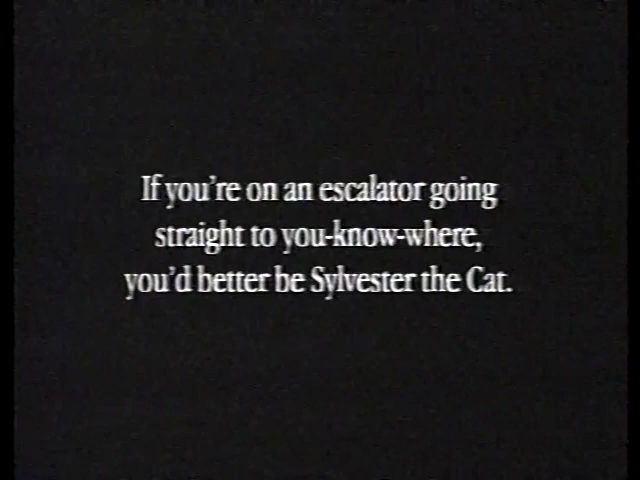 If you're on an escalator going
straight to you-know-where,
you'd better be Sylvester the Cat.